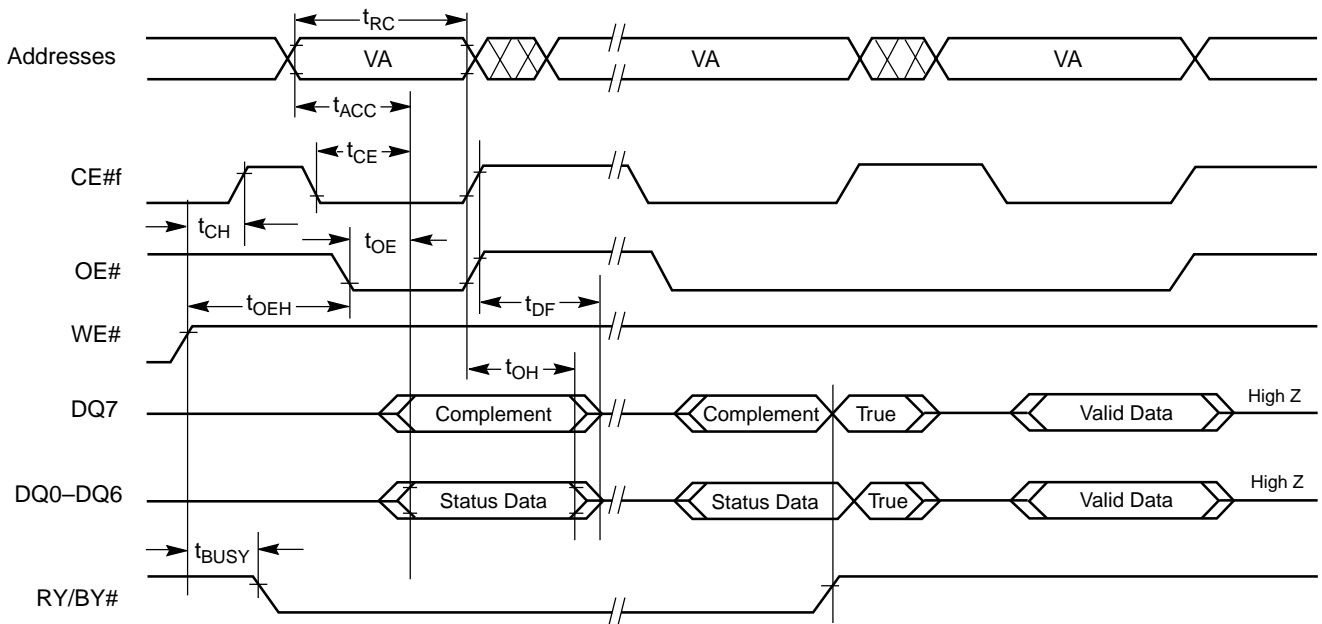 tRC
Addresses VA VA VA
tACC
tCE
CE#f
tCH
tOE
OE#
tOEH
tDF
WE#
tOH
DQ7 Complement Complement True Valid Data High Z
DQ0–DQ6 Status Data Status Data True Valid Data High Z
tBUSY
RY/BY#